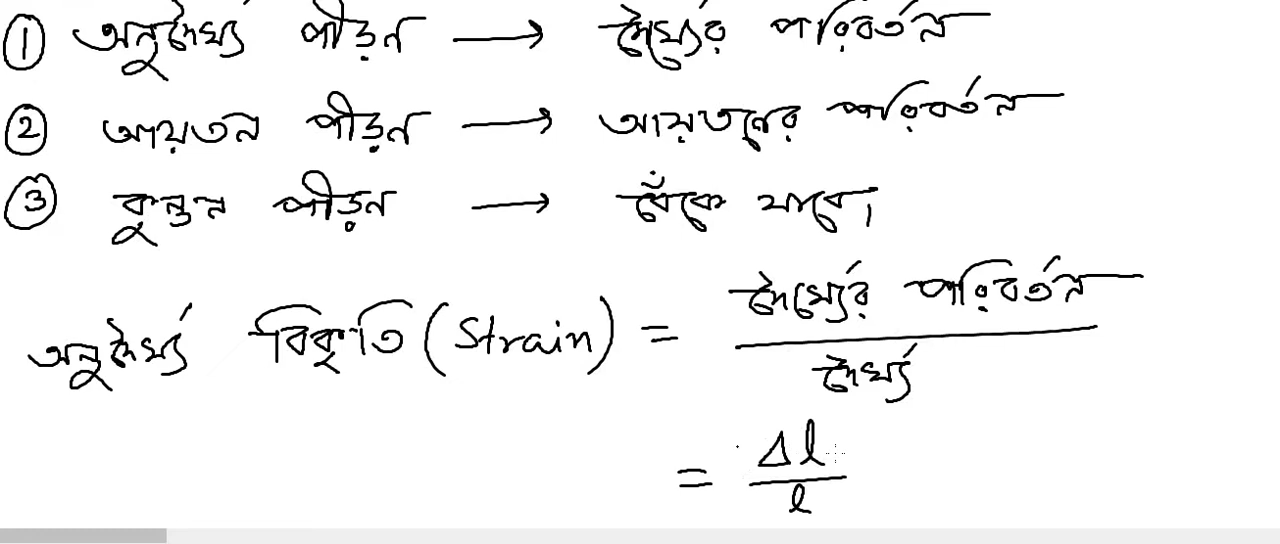 ① অনুদৈর্ঘ্য পীড়ন → দৈর্ঘ্যের পরিবর্তন
② আয়তন পীড়ন → আয়তনের পরিবর্তন
③ কৃন্তন পীড়ন → বেঁকে যাবে।
অনুদৈর্ঘ্য বিকৃতি (Strain) = দৈর্ঘ্যের পরিবর্তন
দৈর্ঘ্য
= Δl
l